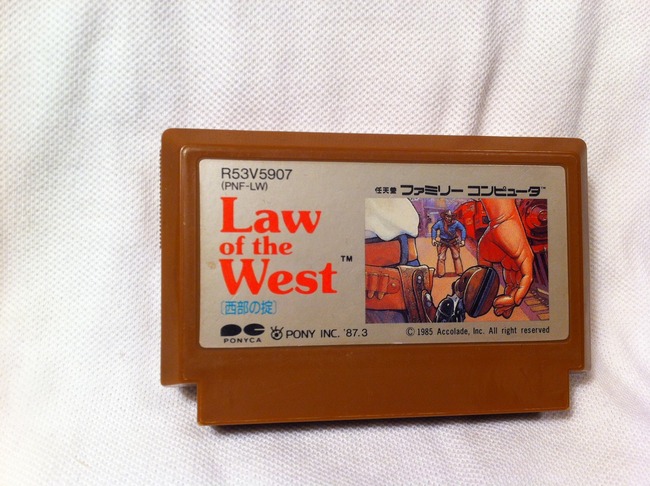 R53V5907
(PNF-LW)
Law
of the
West™
[西部の掟]
PONYCA
PONY INC. '87.3
任天堂 ファミリー コンピュータ™
© 1985 Accolade, Inc. All right reserved